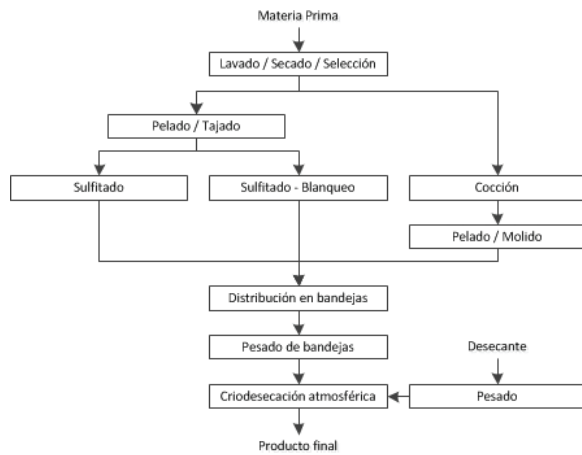 Materia Prima
Lavado / Secado / Selección
Pelado / Tajado
Sulfitado
Sulfitado - Blanqueo
Cocción
Pelado / Molido
Distribución en bandejas
Pesado de bandejas
Desecante
Criodesecación atmosférica
Pesado
Producto final